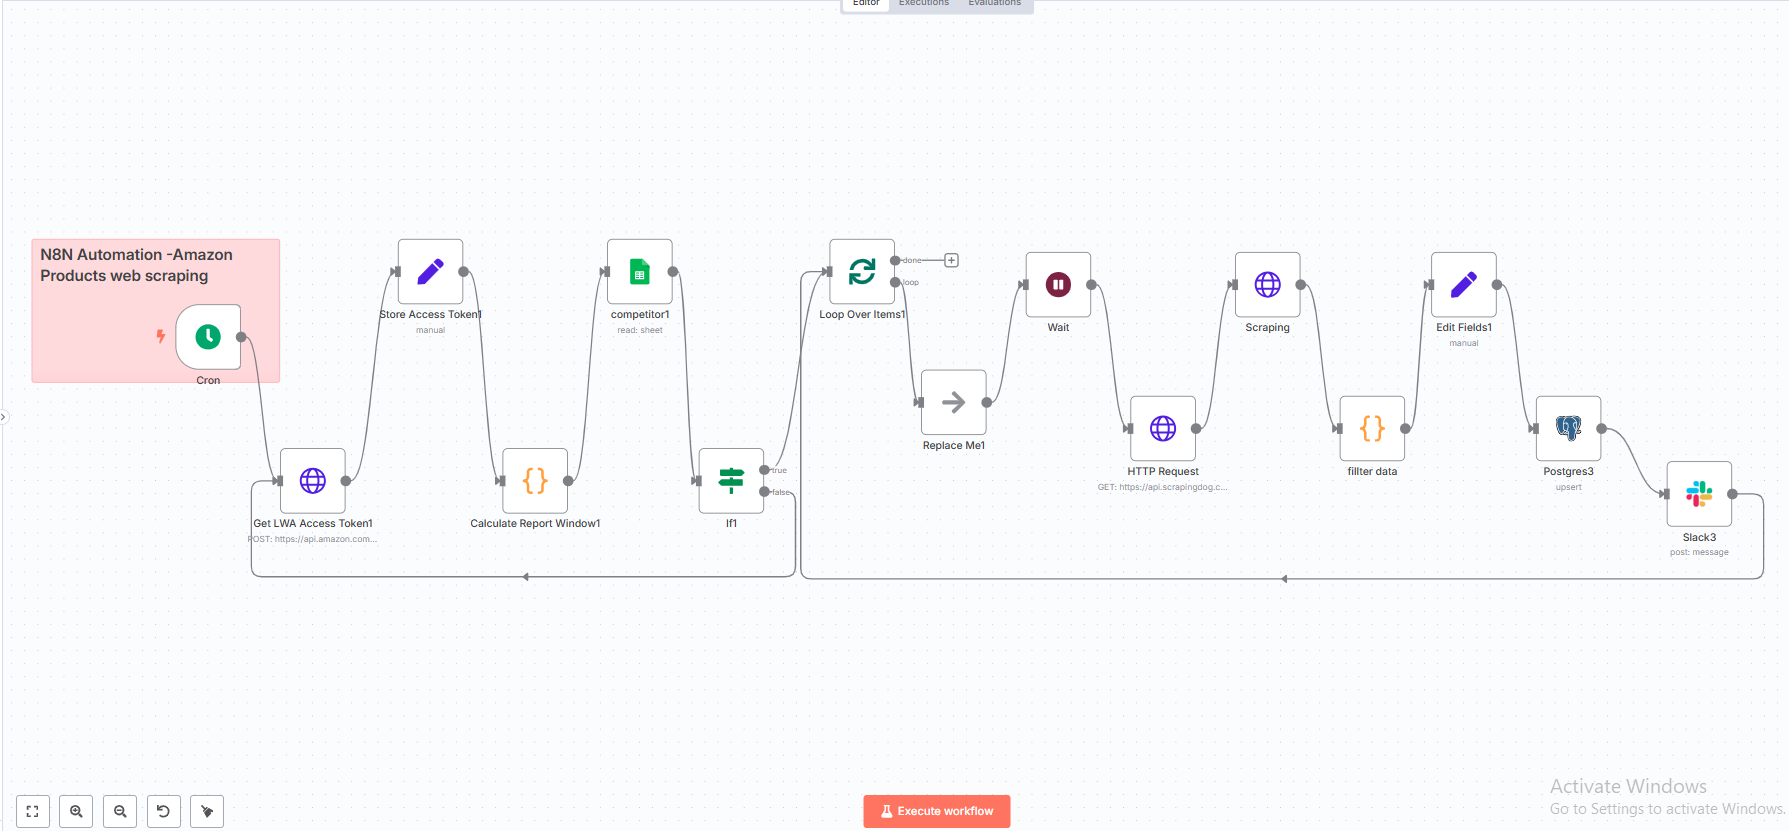 Editor Executions Evaluations
N8N Automation -Amazon
Products web scraping
Cron
Get LWA Access Token1
POST: https://api.amazon.com...
Store Access Token1
manual
Calculate Report Window1
competitor1
read: sheet
If1
true
false
Loop Over Items1
done
loop
Replace Me1
Wait
HTTP Request
GET: https://api.scrapingdog.c...
Scraping
fillter data
Edit Fields1
manual
Postgres3
upsert
Slack3
post: message
Execute workflow
Activate Windows
Go to Settings to activate Windows.